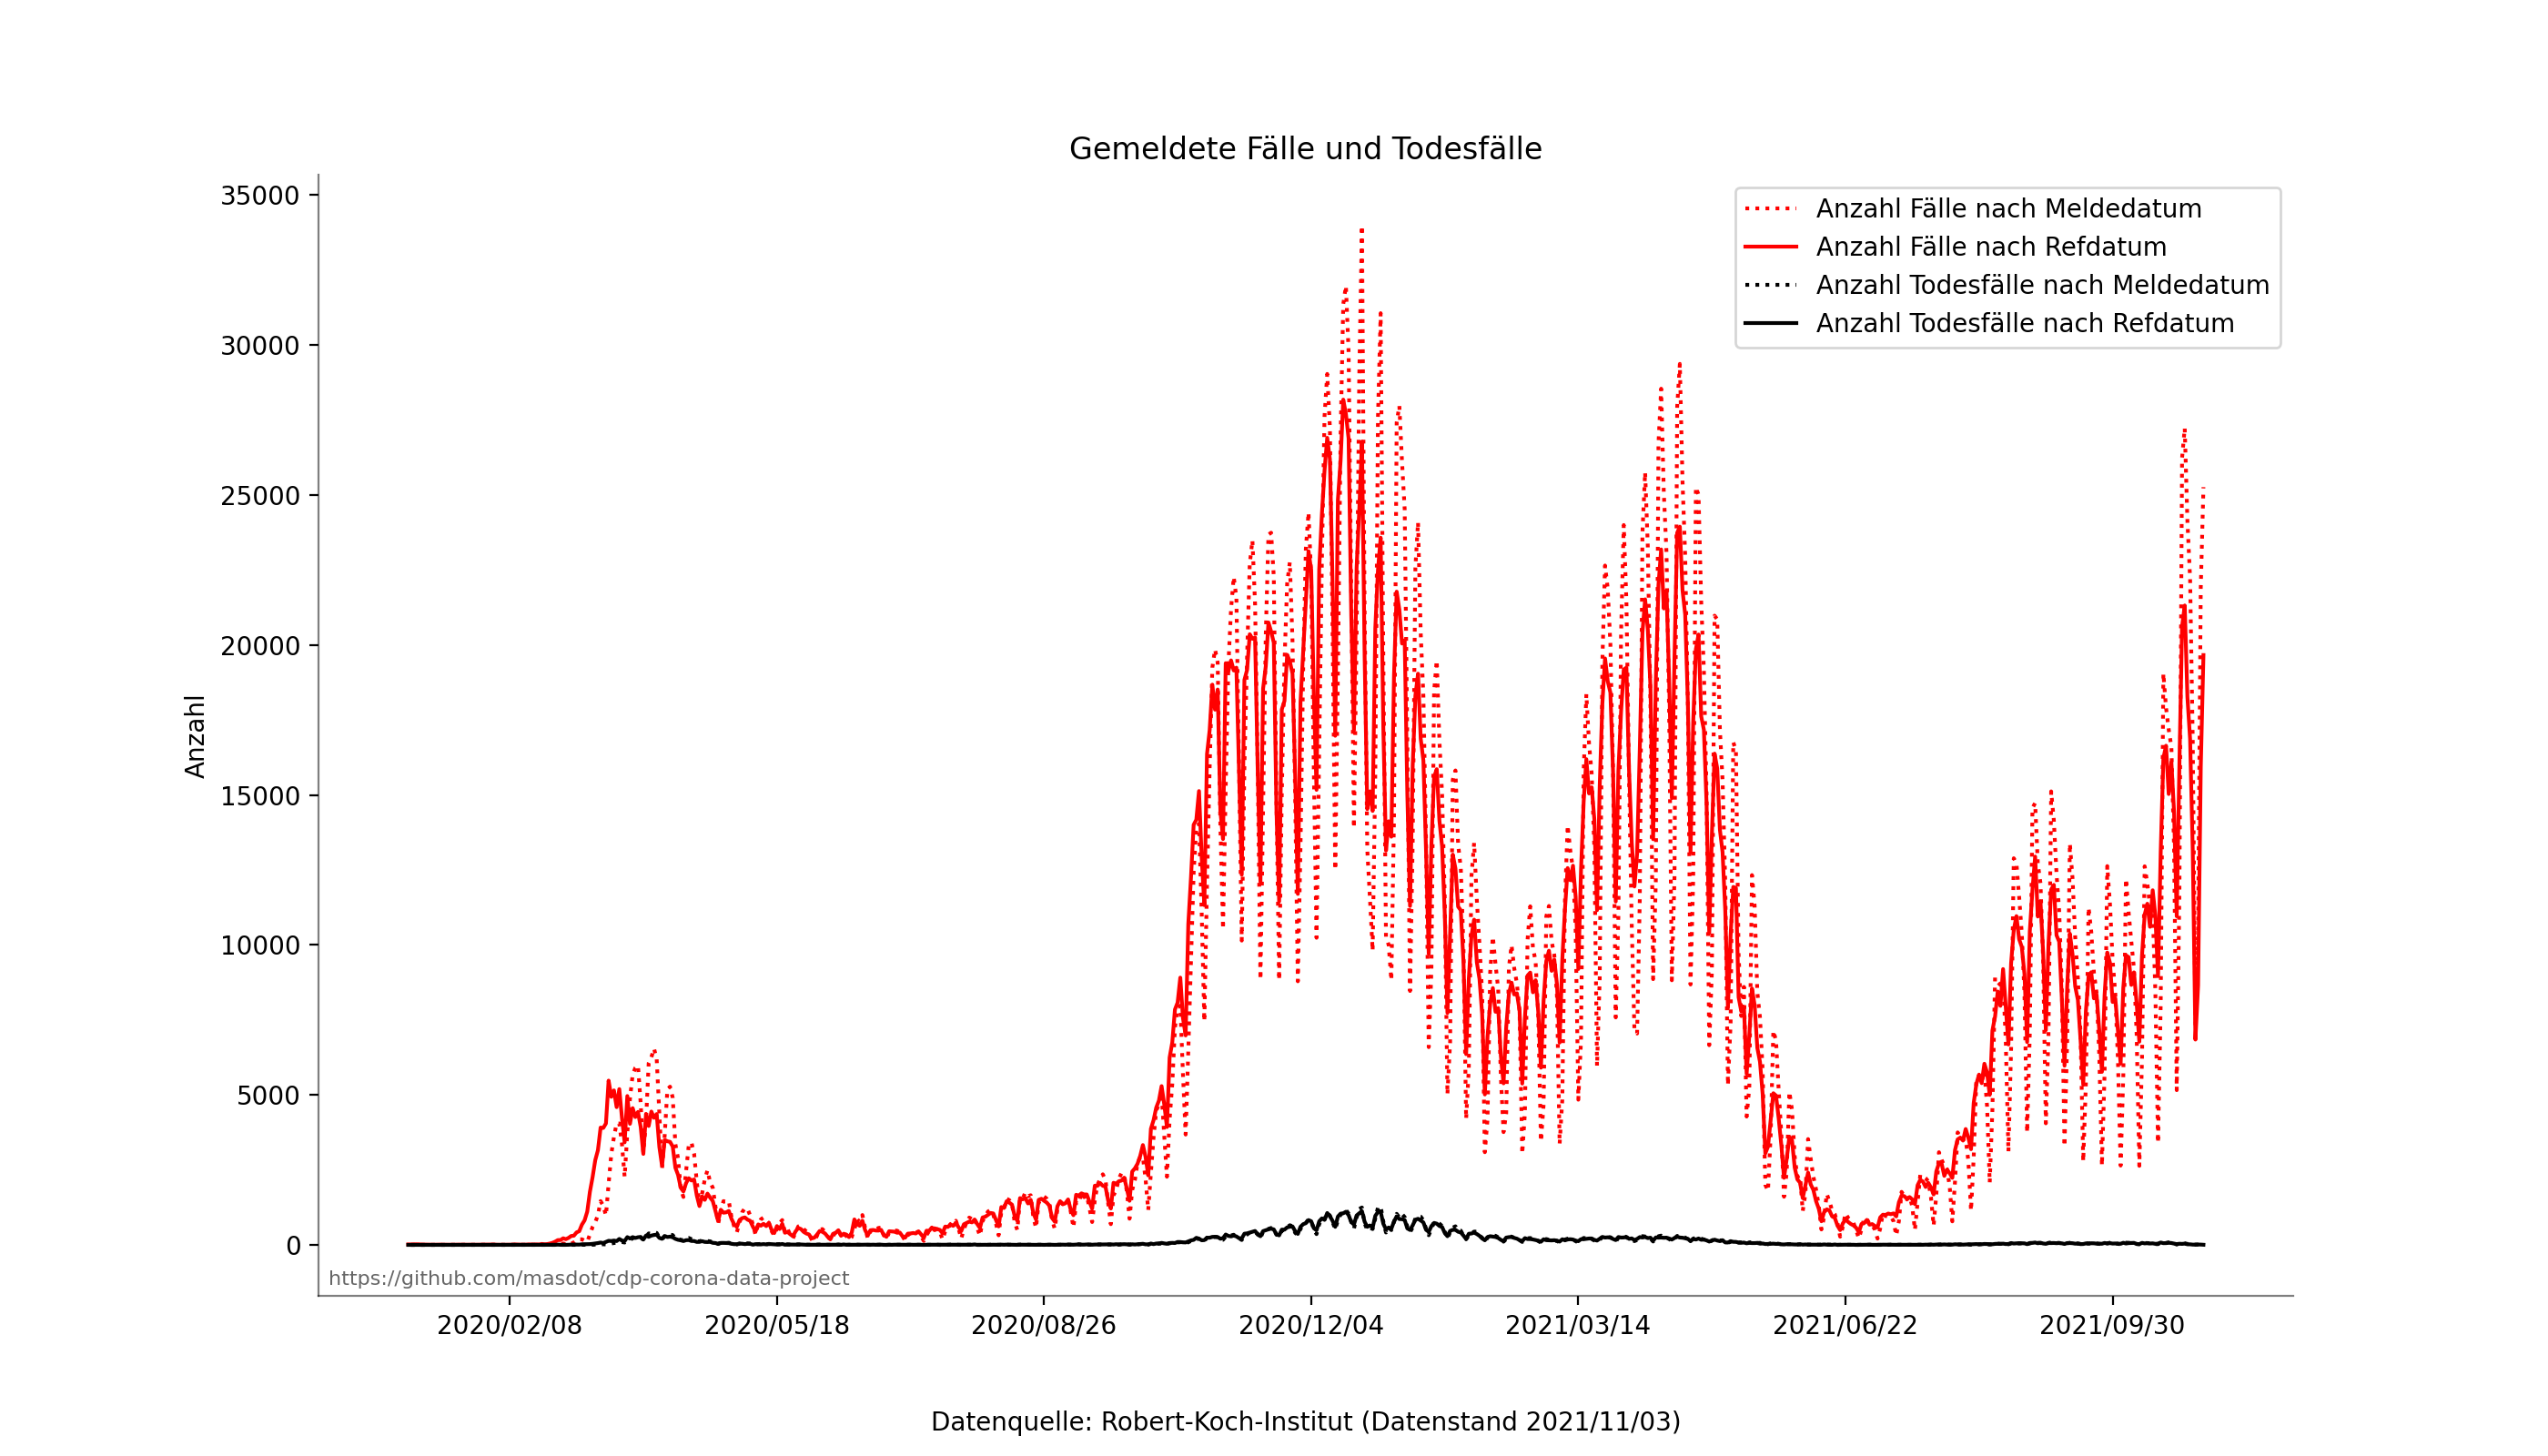 Gemeldete Fälle und Todesfälle
35000
30000
25000
20000
15000
10000
5000
0
Anzahl
Anzahl Fälle nach Meldedatum
Anzahl Fälle nach Refdatum
Anzahl Todesfälle nach Meldedatum
Anzahl Todesfälle nach Refdatum
https://github.com/masdot/cdp-corona-data-project
2020/02/08 2020/05/18 2020/08/26 2020/12/04 2021/03/14 2021/06/22 2021/09/30
Datenquelle: Robert-Koch-Institut (Datenstand 2021/11/03)